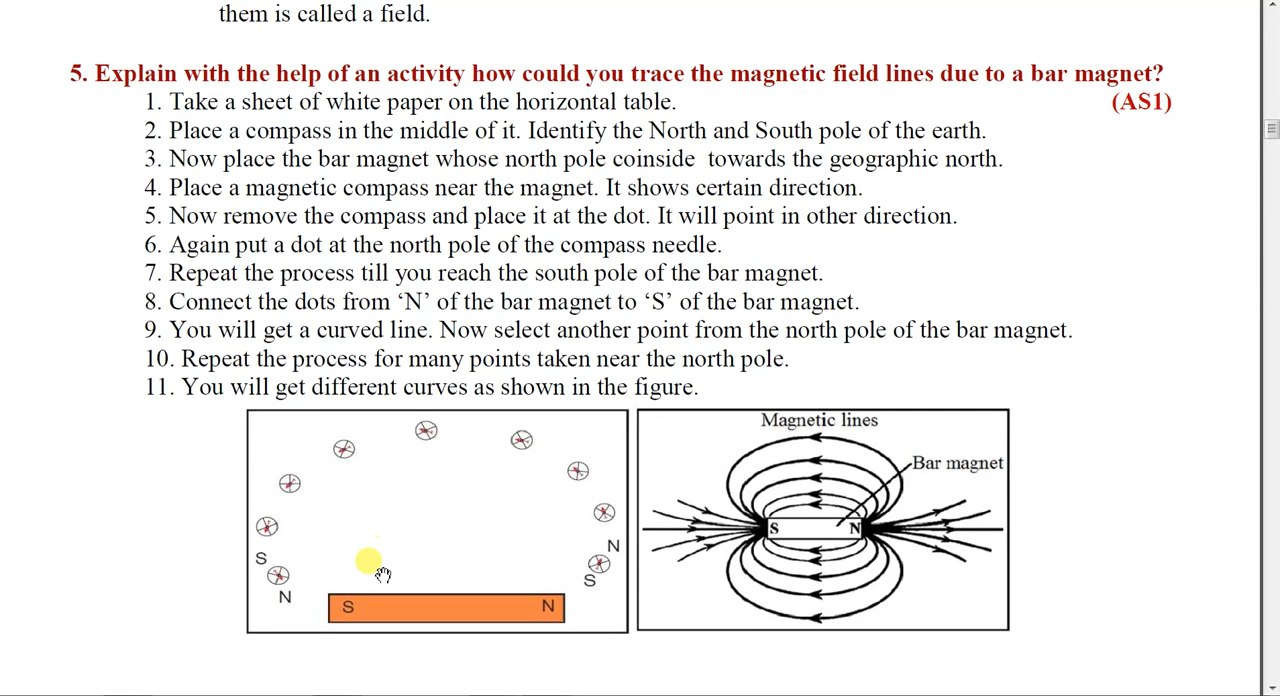 them is called a field.
5. Explain with the help of an activity how could you trace the magnetic field lines due to a bar magnet?
1. Take a sheet of white paper on the horizontal table. (AS1)
2. Place a compass in the middle of it. Identify the North and South pole of the earth.
3. Now place the bar magnet whose north pole coinside towards the geographic north.
4. Place a magnetic compass near the magnet. It shows certain direction.
5. Now remove the compass and place it at the dot. It will point in other direction.
6. Again put a dot at the north pole of the compass needle.
7. Repeat the process till you reach the south pole of the bar magnet.
8. Connect the dots from ‘N’ of the bar magnet to ‘S’ of the bar magnet.
9. You will get a curved line. Now select another point from the north pole of the bar magnet.
10. Repeat the process for many points taken near the north pole.
11. You will get different curves as shown in the figure.
S
N
N
S
S N
Magnetic lines
Bar magnet
S N